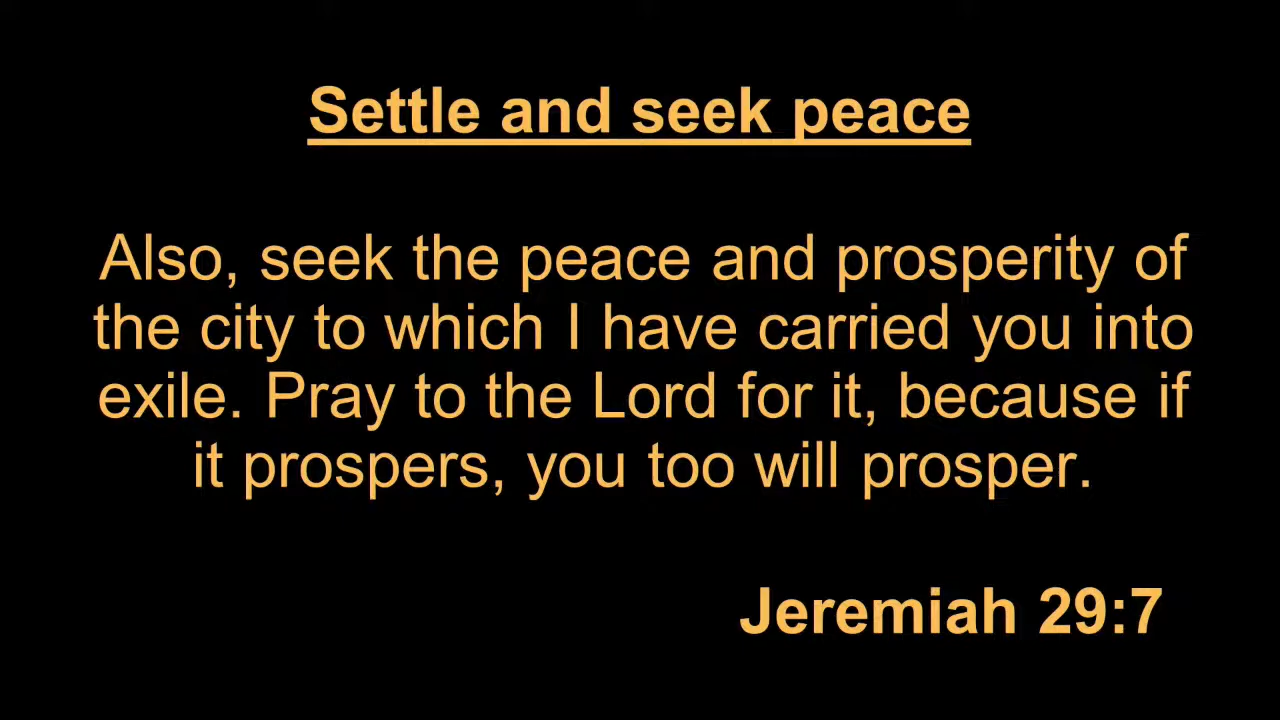 Settle and seek peace
Also, seek the peace and prosperity of
the city to which I have carried you into
exile. Pray to the Lord for it, because if
it prospers, you too will prosper.
Jeremiah 29:7